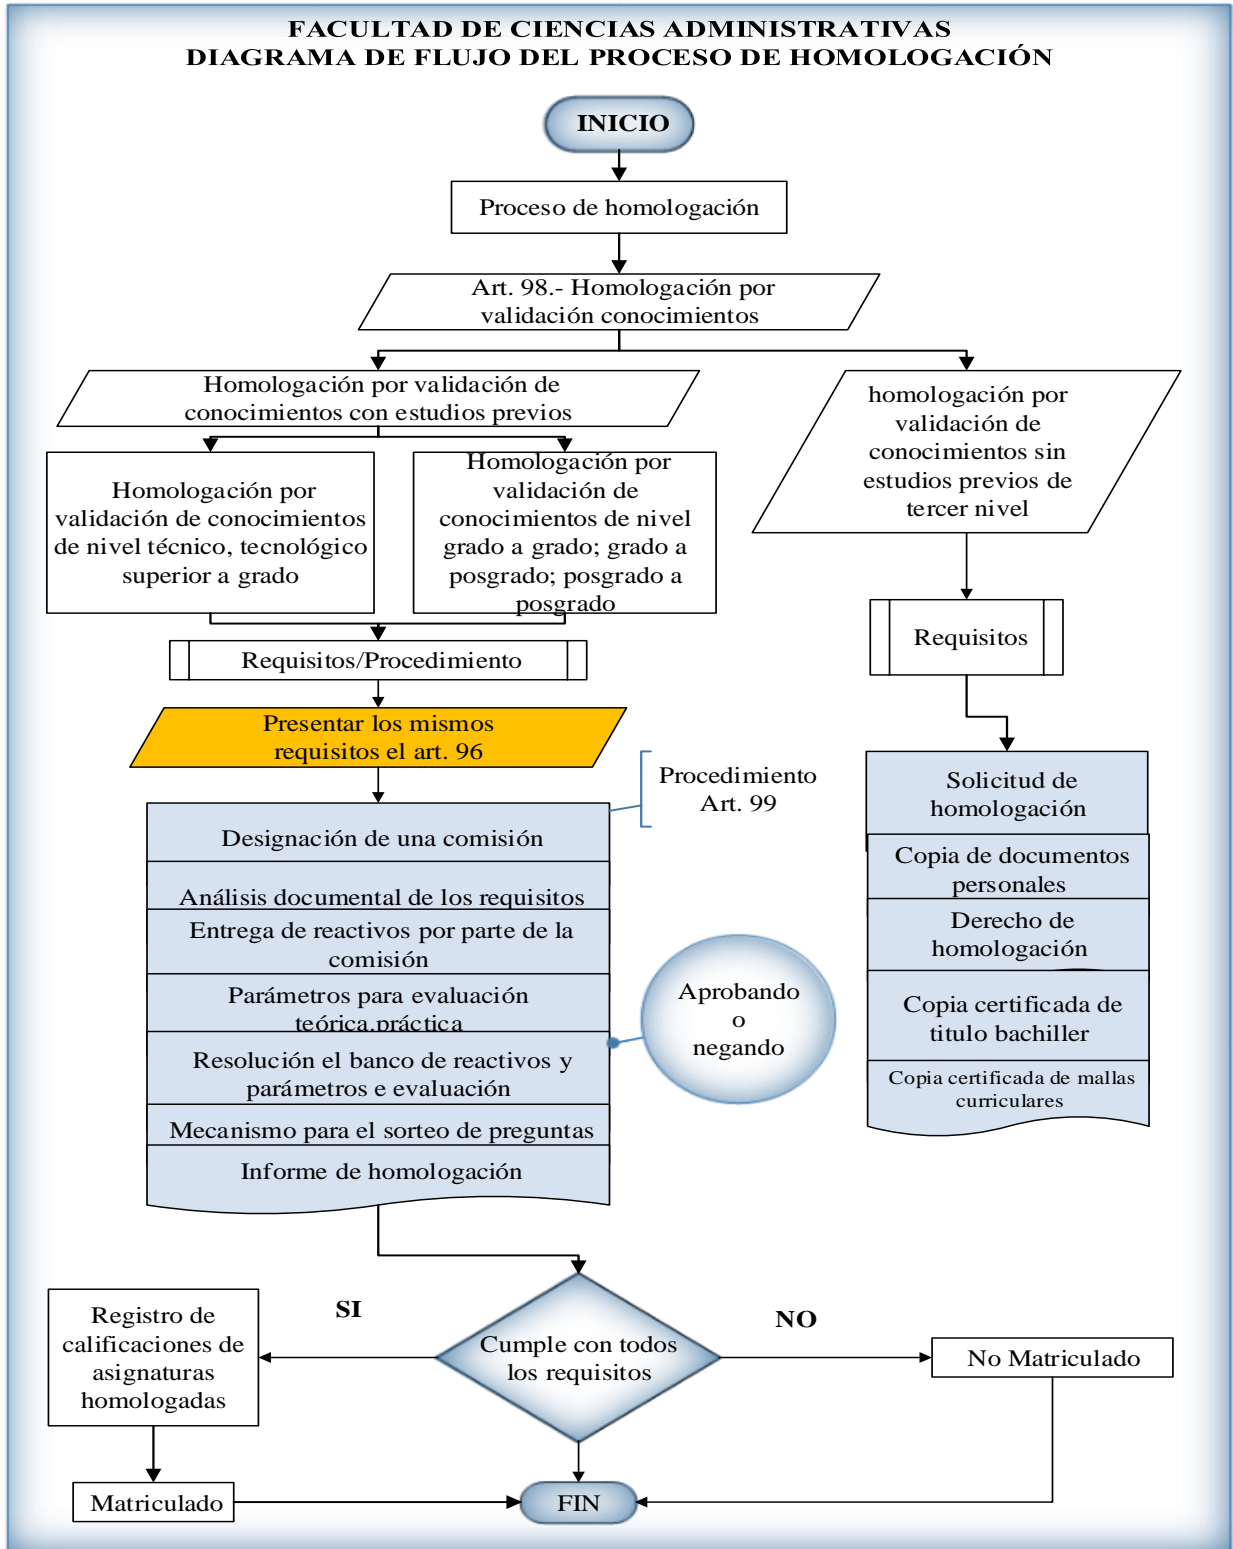 FACULTAD DE CIENCIAS ADMINISTRATIVAS
DIAGRAMA DE FLUJO DEL PROCESO DE HOMOLOGACIÓN
INICIO
Proceso de homologación
Art. 98.- Homologación por
validación conocimientos
Homologación por validación de
conocimientos con estudios previos
homologación por
validación de
conocimientos sin
estudios previos de
tercer nivel
Homologación por
validación de conocimientos
de nivel técnico, tecnológico
superior a grado
Homologación por
validación de
conocimientos de nivel
grado a grado; grado a
posgrado; posgrado a
posgrado
Requisitos/Procedimiento
Requisitos
Presentar los mismos
requisitos el art. 96
Procedimiento
Art. 99
Designación de una comisión
Análisis documental de los requisitos
Entrega de reactivos por parte de la
comisión
Parámetros para evaluación
teórica.práctica
Resolución el banco de reactivos y
parámetros e evaluación
Mecanismo para el sorteo de preguntas
Informe de homologación
Aprobando
o
negando
Solicitud de
homologación
Copia de documentos
personales
Derecho de
homologación
Copia certificada de
titulo bachiller
Copia certificada de mallas
curriculares
SI
NO
Cumple con todos
los requisitos
Registro de
calificaciones de
asignaturas
homologadas
No Matriculado
Matriculado
FIN